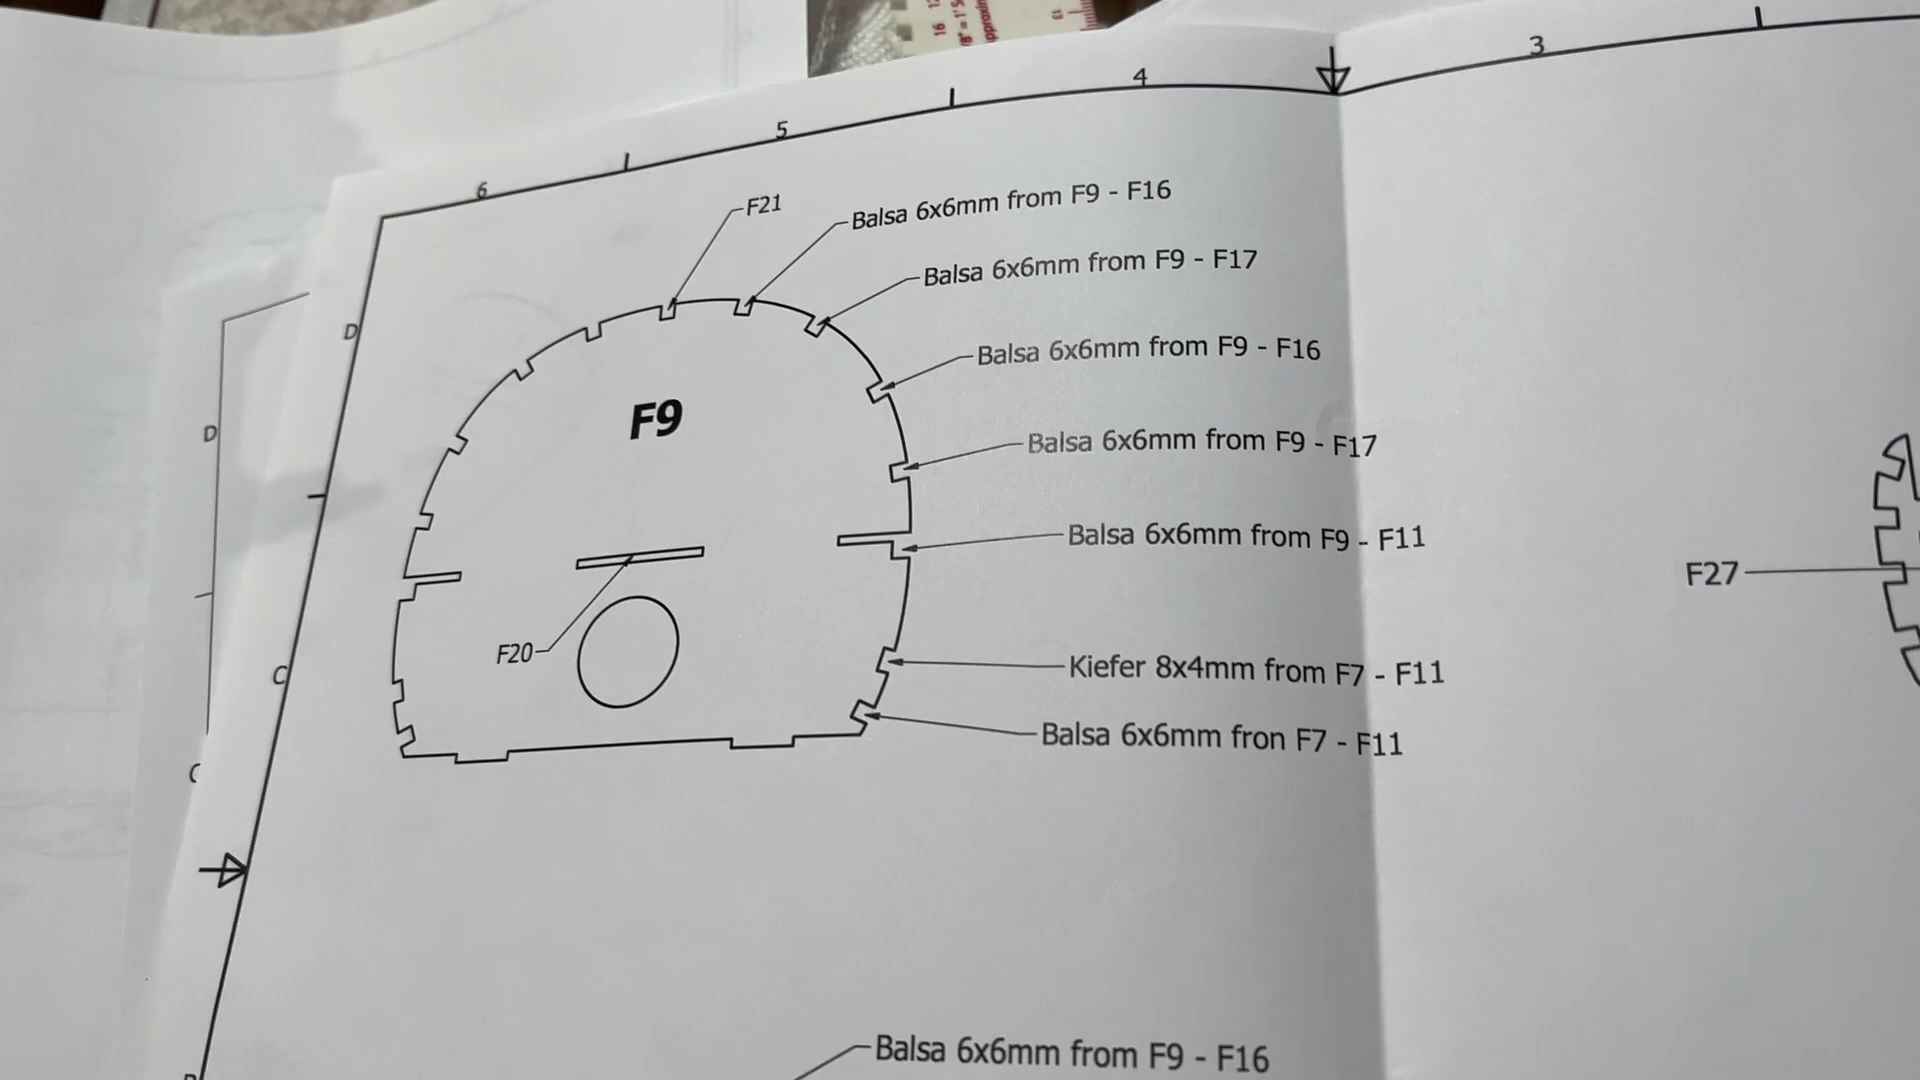 16
3
4
5
6
F21
Balsa 6x6mm from F9 - F16
Balsa 6x6mm from F9 - F17
D
Balsa 6x6mm from F9 - F16
F9
D
Balsa 6x6mm from F9 - F17
Balsa 6x6mm from F9 - F11
F27
F20
C
Kiefer 8x4mm from F7 - F11
Balsa 6x6mm fron F7 - F11
C
Balsa 6x6mm from F9 - F16